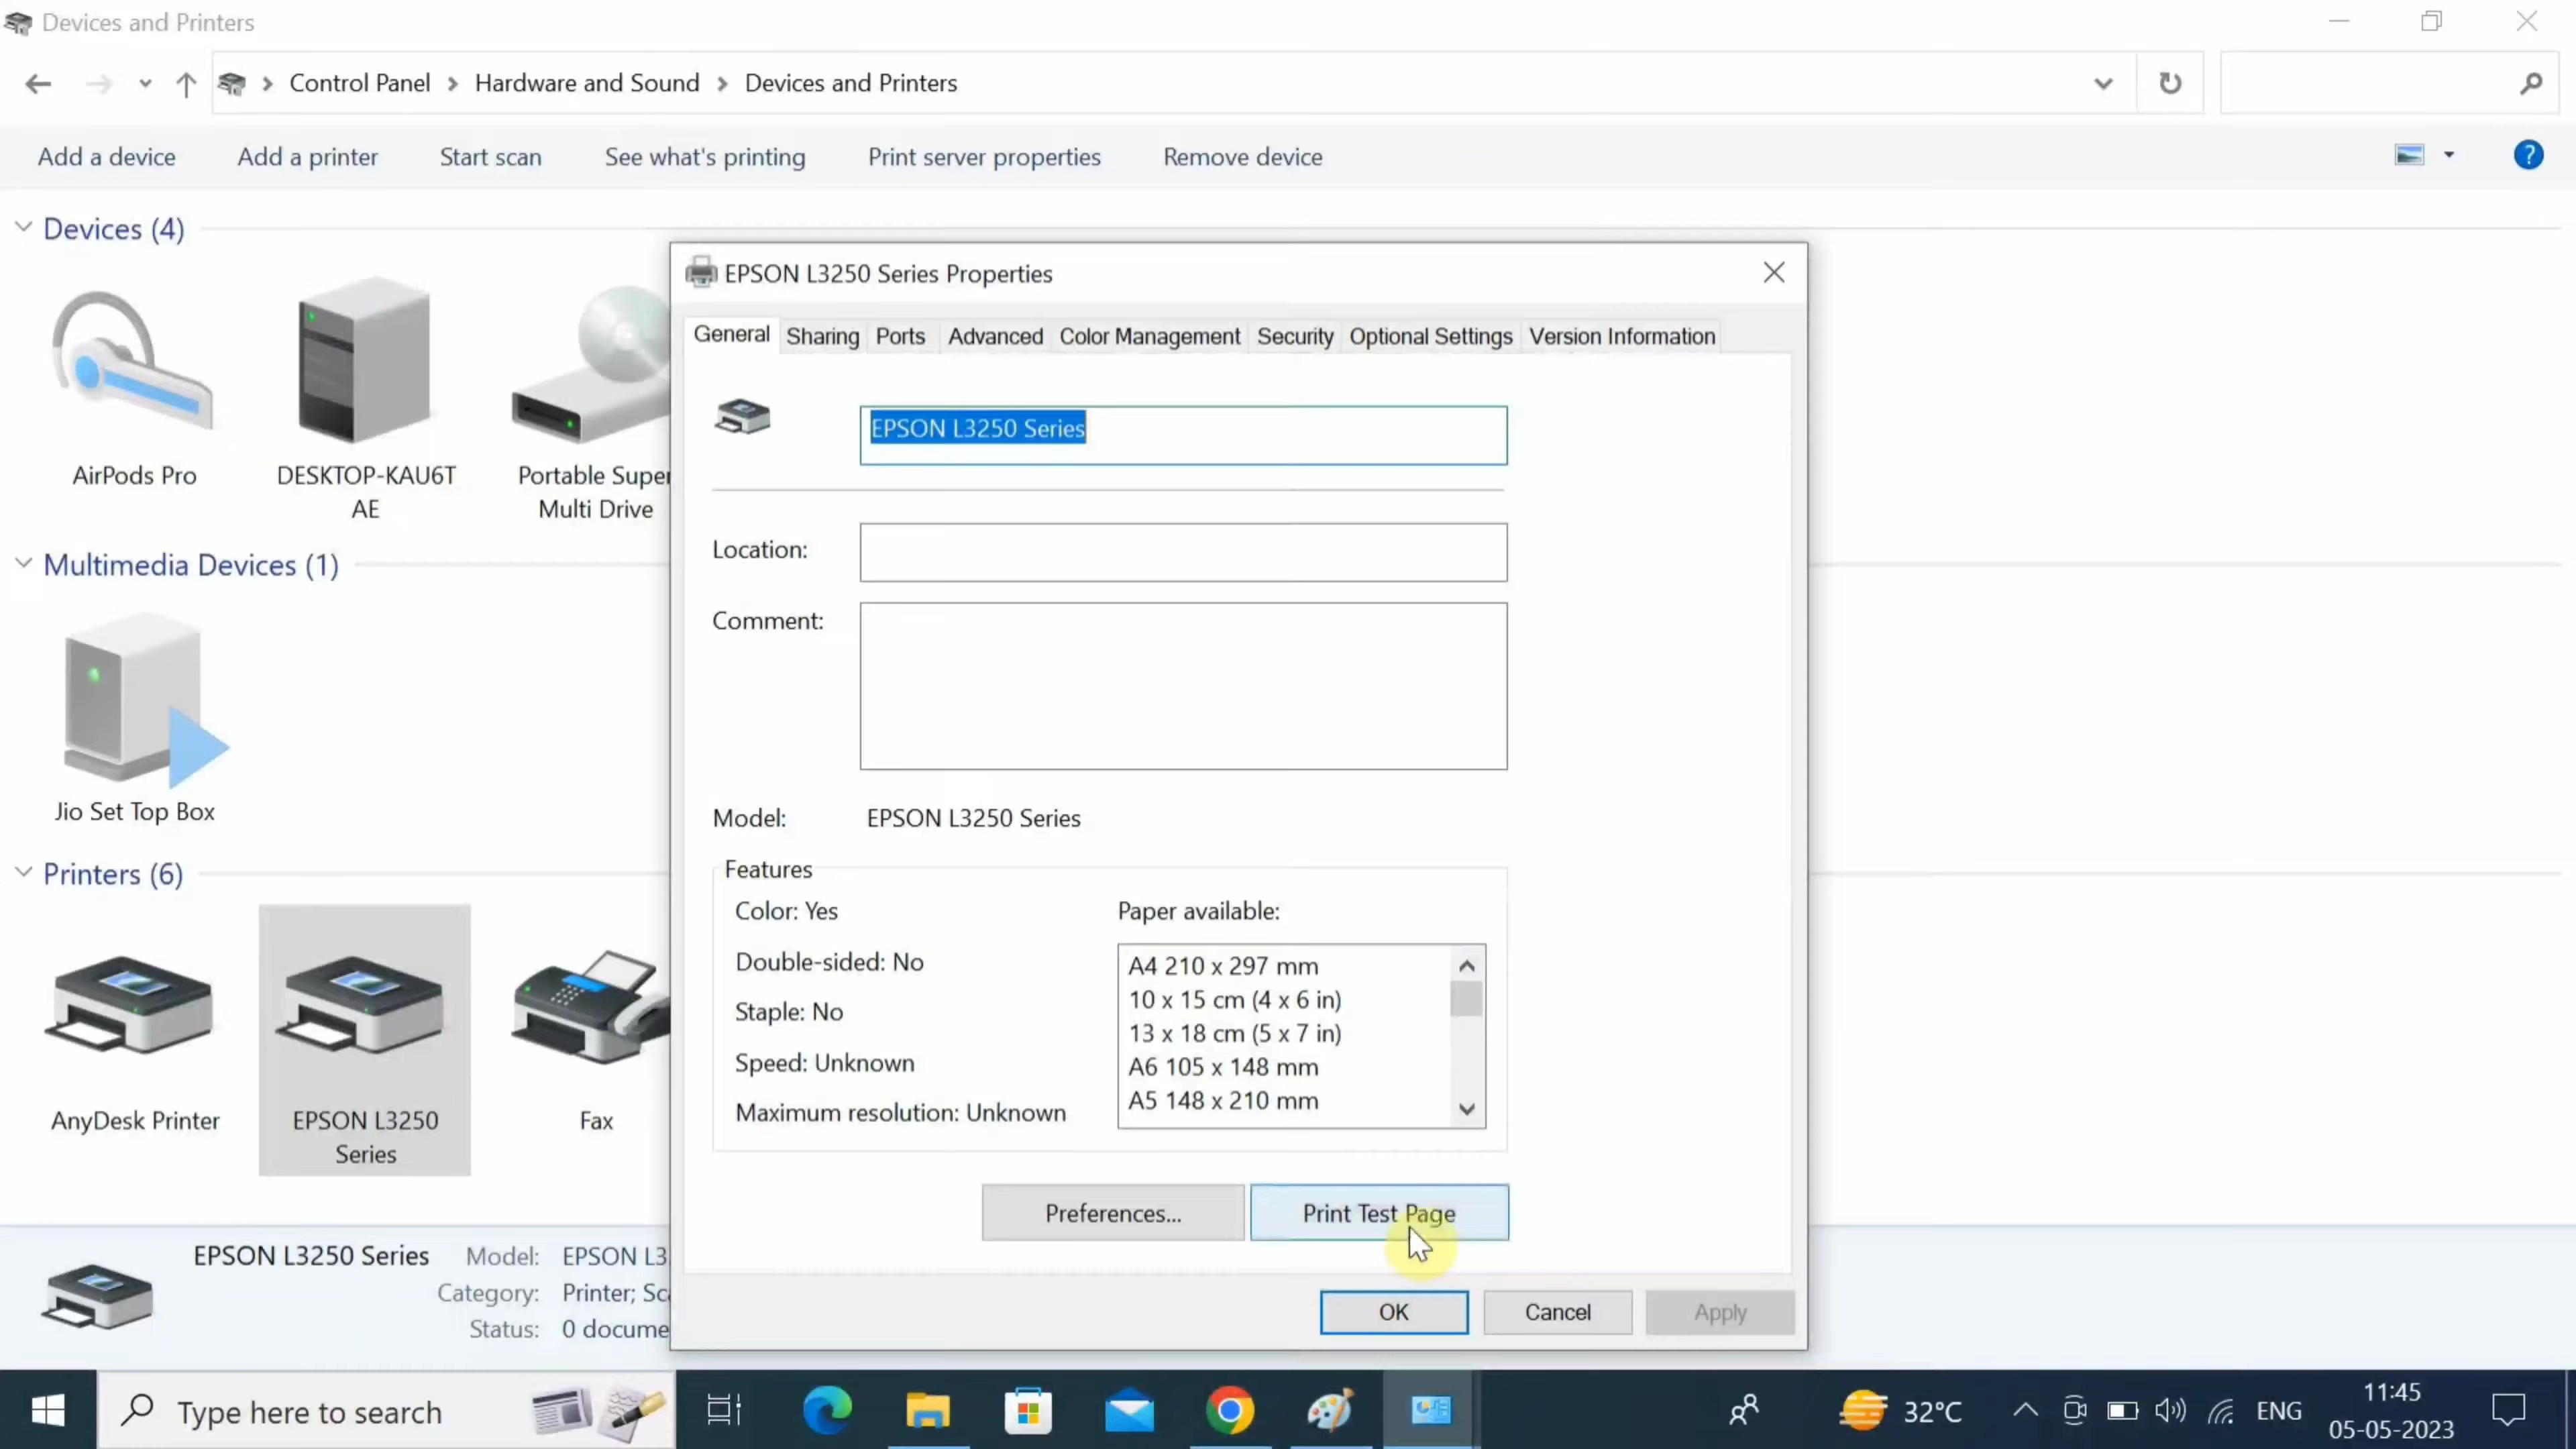 Devices and Printers
Control Panel > Hardware and Sound > Devices and Printers
Add a device Add a printer Start scan See what's printing Print server properties Remove device
?
Devices (4)
AirPods Pro
DESKTOP-KAU6T
AE
Portable Super
Multi Drive
Multimedia Devices (1)
Jio Set Top Box
Printers (6)
AnyDesk Printer
EPSON L3250
Series
Fax
EPSON L3250 Series Model: EPSON L3
Category: Printer; Sc
Status: 0 docume
EPSON L3250 Series Properties
General Sharing Ports Advanced Color Management Security Optional Settings Version Information
EPSON L3250 Series
Location:
Comment:
Model: EPSON L3250 Series
Features
Color: Yes
Double-sided: No
Staple: No
Speed: Unknown
Maximum resolution: Unknown
Paper available:
A4 210 x 297 mm
10 x 15 cm (4 x 6 in)
13 x 18 cm (5 x 7 in)
A6 105 x 148 mm
A5 148 x 210 mm
Preferences... Print Test Page
OK Cancel Apply
Type here to search
32°C
ENG
11:45
05-05-2023